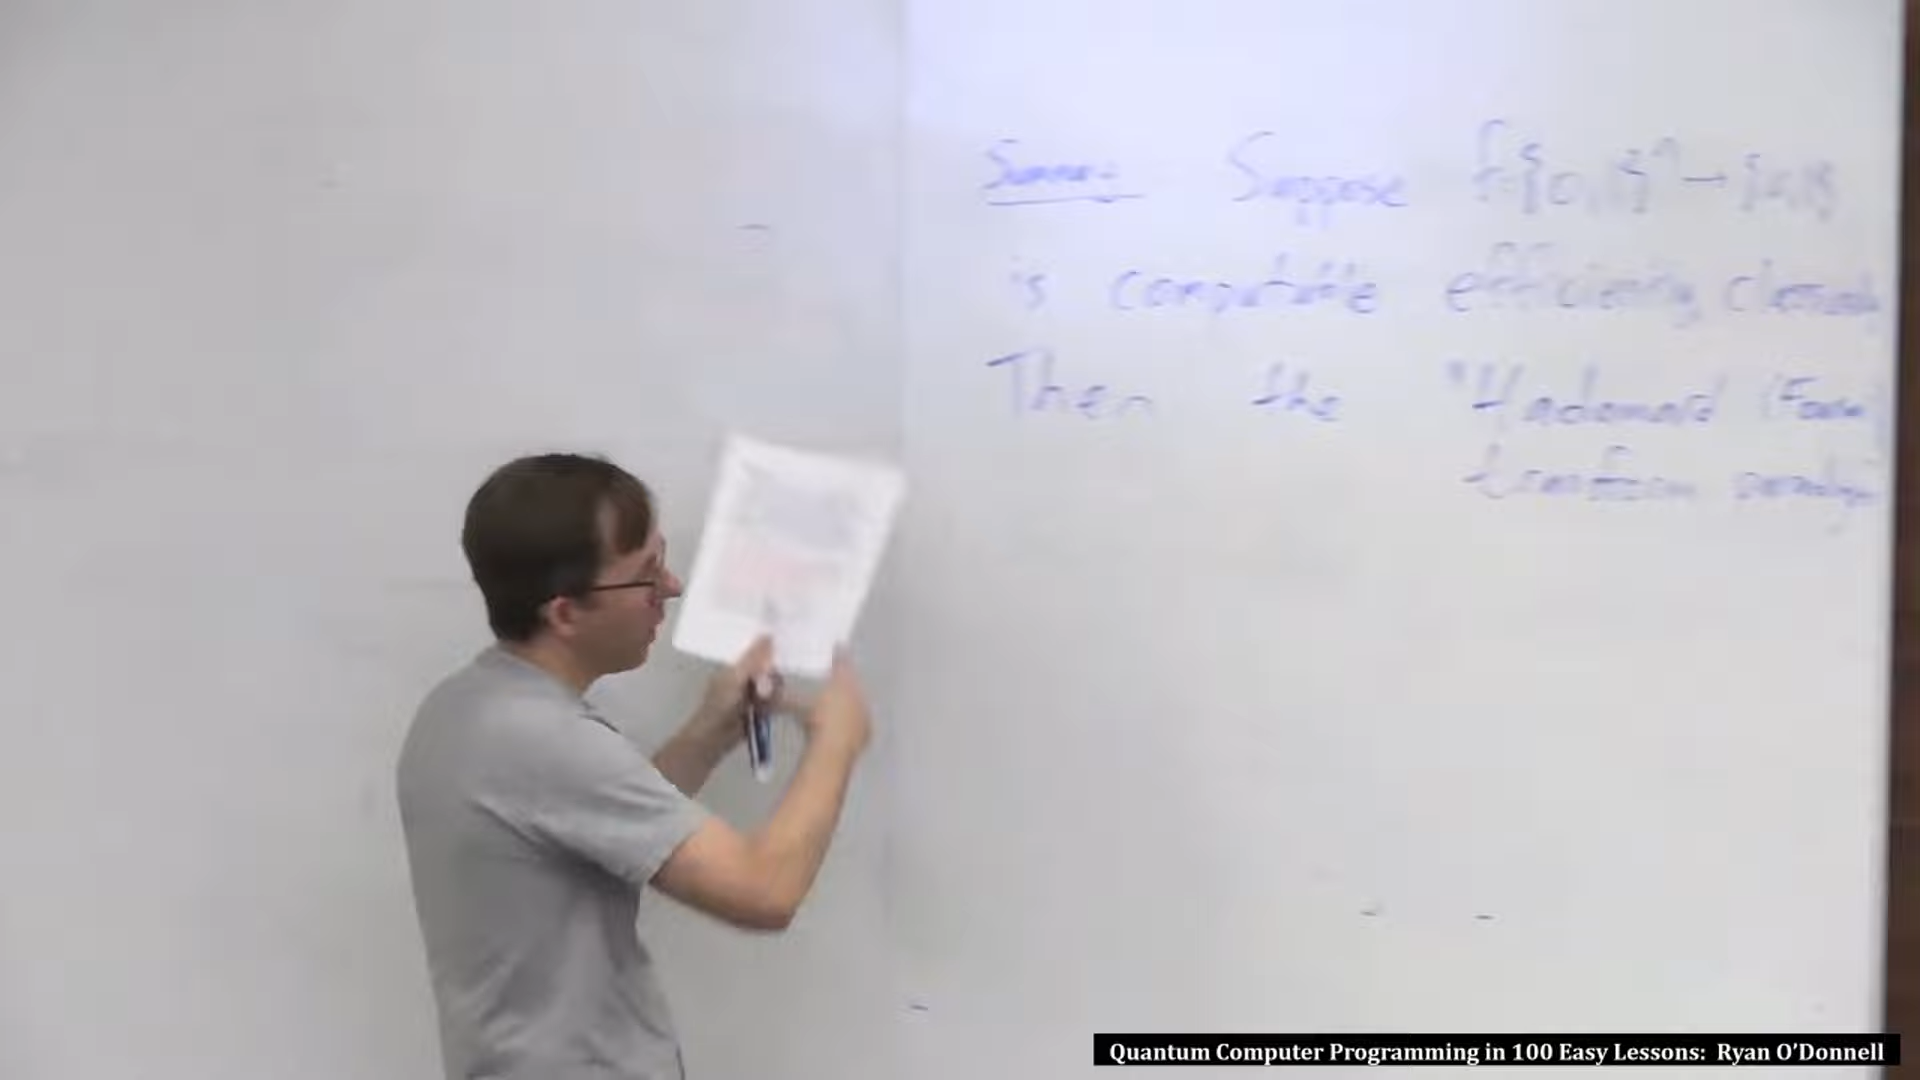 Summary Suppose f:{0,1}ⁿ→{0,1}
is computable efficiently classically
Then the "Hadamard (Fourier)
transform
Quantum Computer Programming in 100 Easy Lessons: Ryan O'Donnell